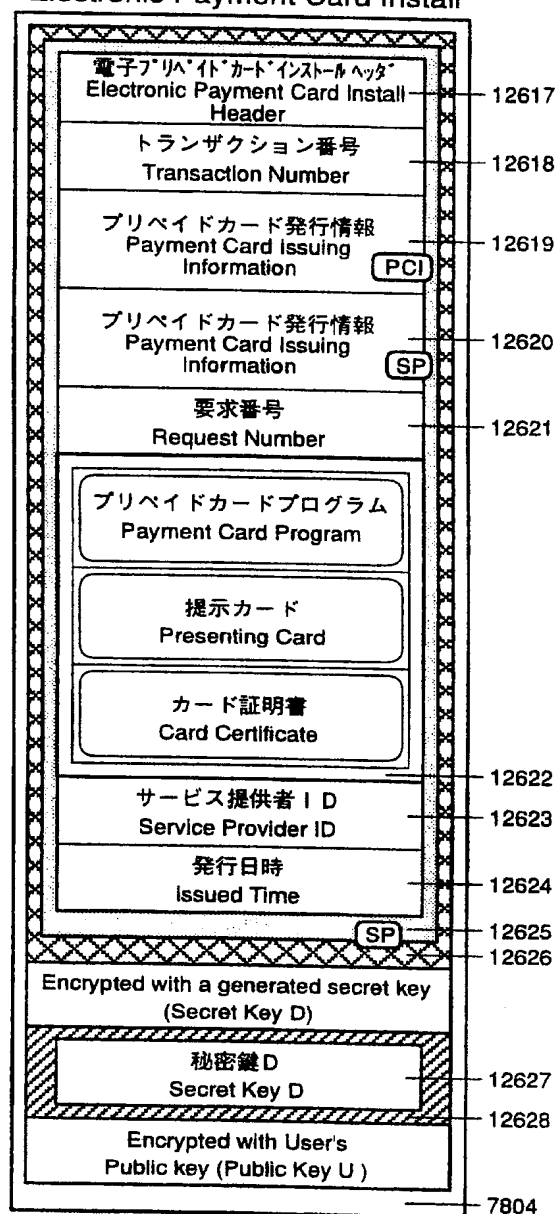 Electronic Payment Card Install
電子プリペイドカードインストールヘッダ
Electronic Payment Card Install
Header
12617
トランザクション番号
Transaction Number
12618
プリペイドカード発行情報
Payment Card Issuing
Information
PCI
12619
プリペイドカード発行情報
Payment Card Issuing
Information
SP
12620
要求番号
Request Number
12621
プリペイドカードプログラム
Payment Card Program
提示カード
Presenting Card
カード証明書
Card Certificate
12622
サービス提供者ID
Service Provider ID
12623
発行日時
Issued Time
12624
SP
12625
12626
Encrypted with a generated secret key
(Secret Key D)
秘密鍵D
Secret Key D
12627
12628
Encrypted with User's
Public key (Public Key U )
7804